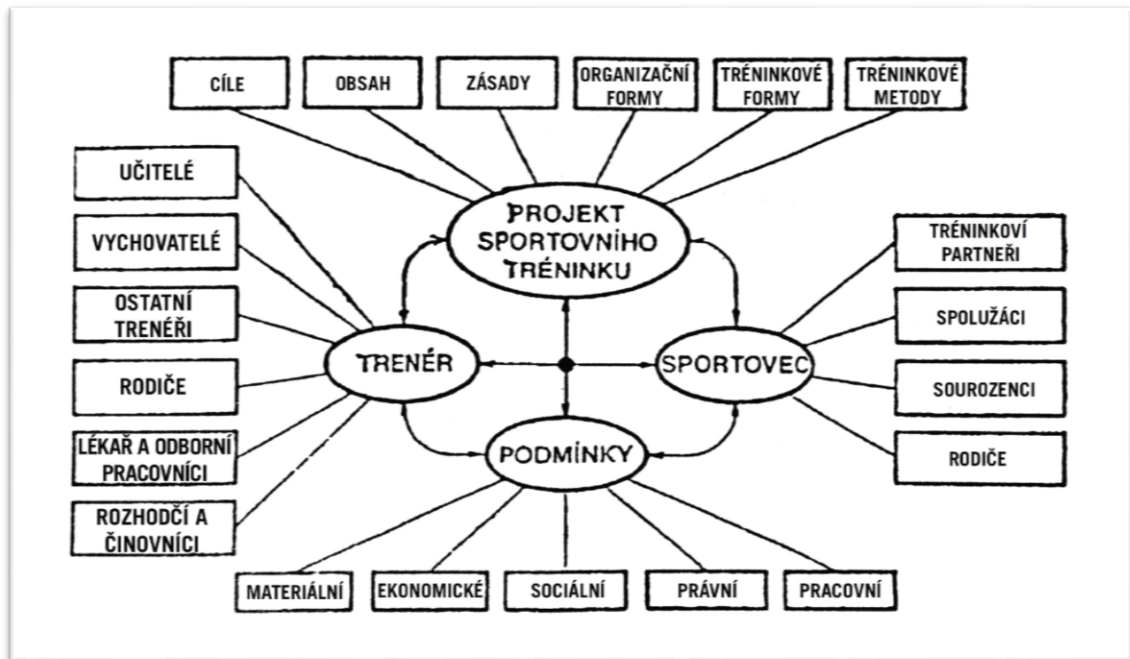 CÍLE
OBSAH
ZÁSADY
ORGANIZAČNÍ
FORMY
TRÉNINKOVÉ
FORMY
TRÉNINKOVÉ
METODY
UČITELÉ
VYCHOVATELÉ
OSTATNÍ
TRENÉŘI
RODIČE
LÉKAŘ A ODBORNÍ
PRACOVNÍCI
ROZHODČÍ A
ČINOVNÍCI
PROJEKT
SPORTOVNÍHO
TRÉNINKU
TRENÉR
SPORTOVEC
PODMÍNKY
TRÉNINKOVÍ
PARTNEŘI
SPOLUŽÁCI
SOUROZENCI
RODIČE
MATERIÁLNÍ
EKONOMICKÉ
SOCIÁLNÍ
PRÁVNÍ
PRACOVNÍ